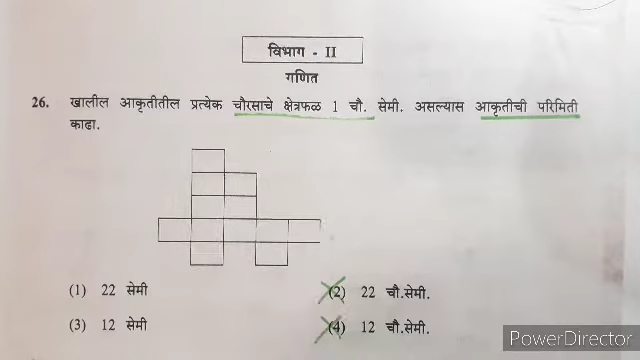 विभाग - II
गणित
26. खालील आकृतीतील प्रत्येक चौरसाचे क्षेत्रफळ 1 चौ. सेमी. असल्यास आकृतीची परिमिती
काढा.
(1) 22 सेमी (2) 22 चौ.सेमी.
(3) 12 सेमी (4) 12 चौ.सेमी.
PowerDirector